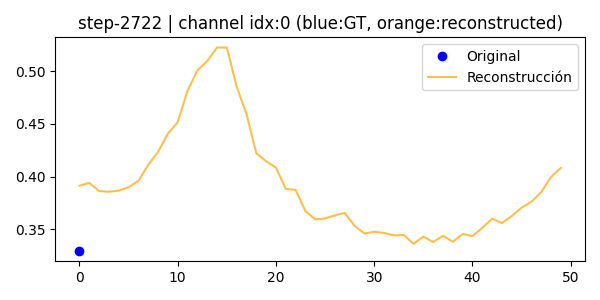 step-2722 | channel idx:0 (blue:GT, orange:reconstructed)
Original
Reconstrucción
0.50
0.45
0.40
0.35
0 10 20 30 40 50